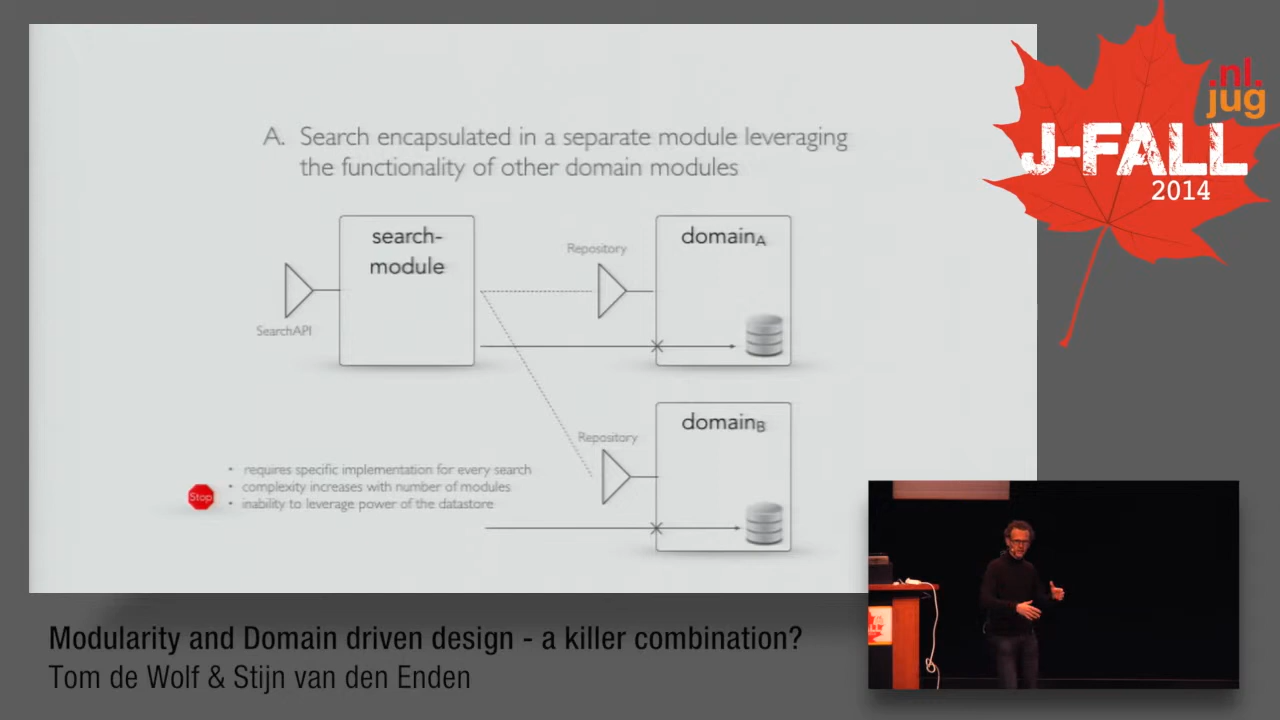 A. Search encapsulated in a separate module leveraging
the functionality of other domain modules
search-
module
SearchAPI
Repository
domainA
Repository
domainB
Stop
• requires specific implementation for every search
• complexity increases with number of modules
• inability to leverage power of the datastore
.nl.
jug
J-FALL
2014
Modularity and Domain driven design - a killer combination?
Tom de Wolf & Stijn van den Enden